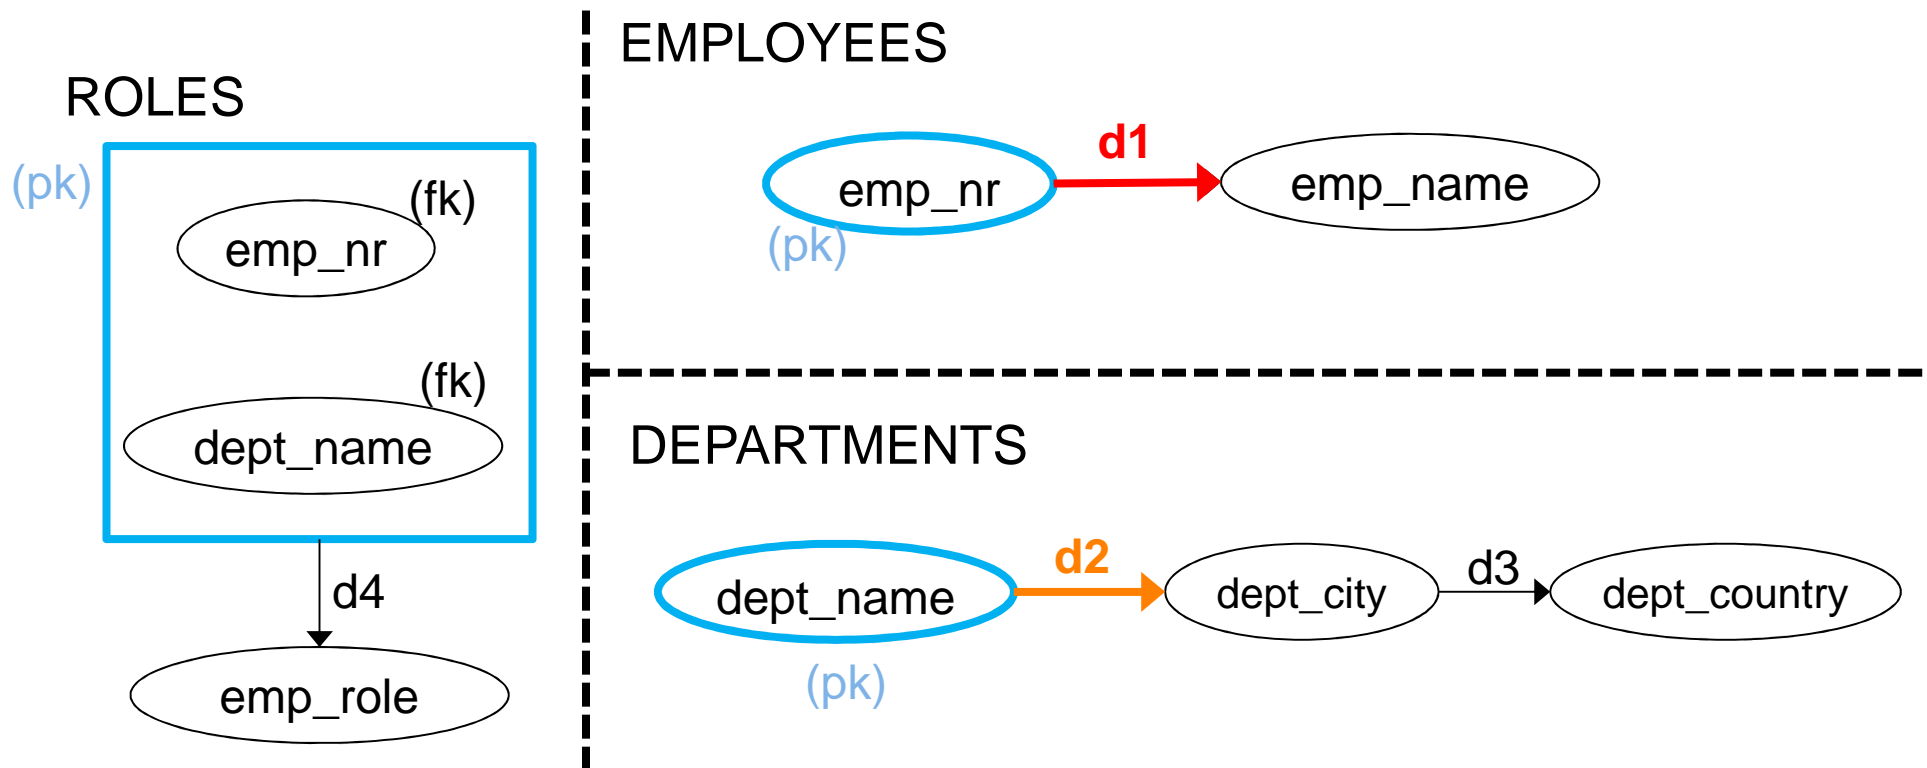 ROLES
(pk)
(fk)
emp_nr
(fk)
dept_name
d4
emp_role
EMPLOYEES
d1
emp_nr
emp_name
(pk)
DEPARTMENTS
d2
d3
dept_name
dept_city
dept_country
(pk)